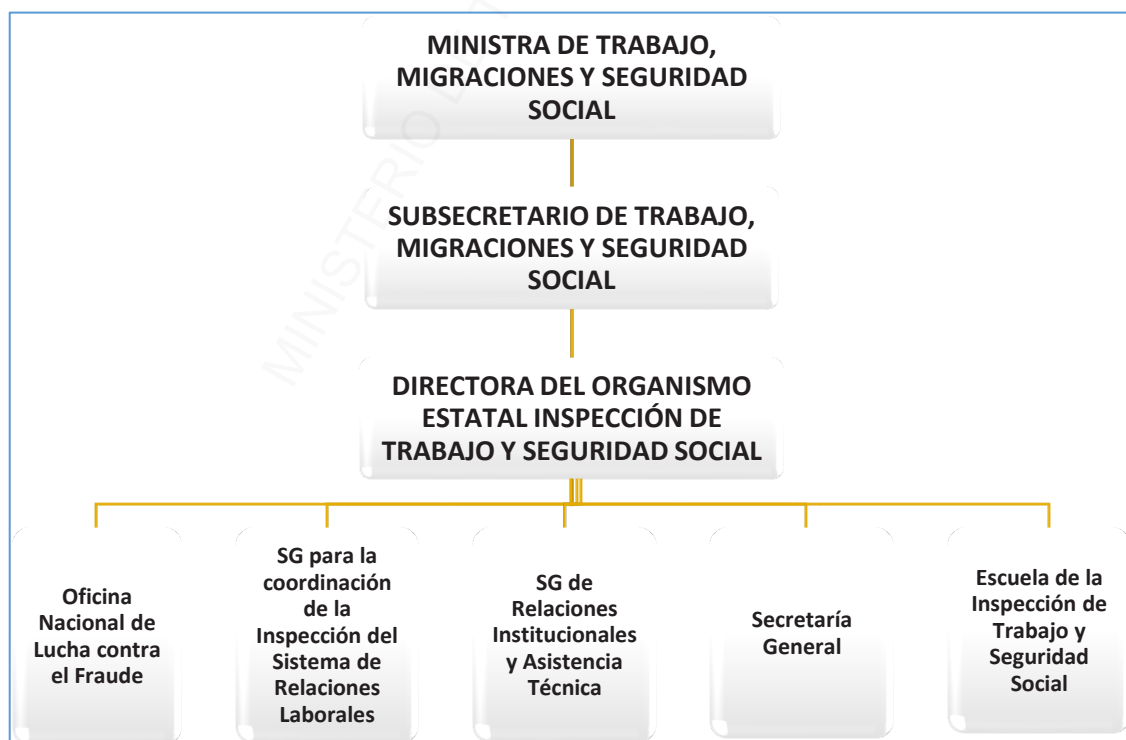 MINISTRA DE TRABAJO,
MIGRACIONES Y SEGURIDAD
SOCIAL
SUBSECRETARIO DE TRABAJO,
MIGRACIONES Y SEGURIDAD
SOCIAL
DIRECTORA DEL ORGANISMO
ESTATAL INSPECCIÓN DE
TRABAJO Y SEGURIDAD SOCIAL
Oficina
Nacional de
Lucha contra
el Fraude
SG para la
coordinación
de la
Inspección del
Sistema de
Relaciones
Laborales
SG de
Relaciones
Institucionales
y Asistencia
Técnica
Secretaría
General
Escuela de la
Inspección de
Trabajo y
Seguridad
Social
MINISTERIO